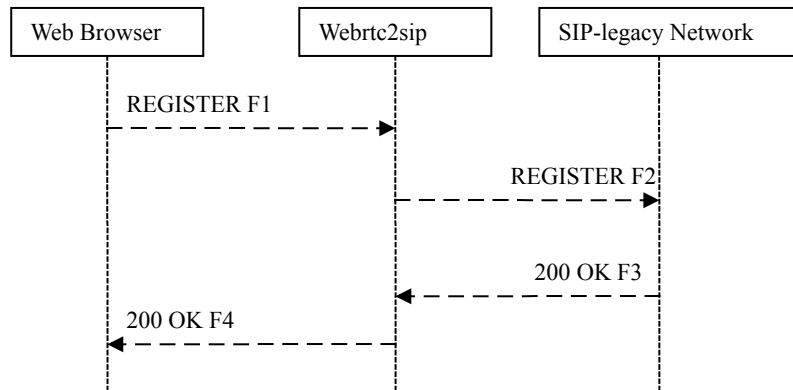 Web Browser
Webrtc2sip
SIP-legacy Network
REGISTER F1
REGISTER F2
200 OK F3
200 OK F4